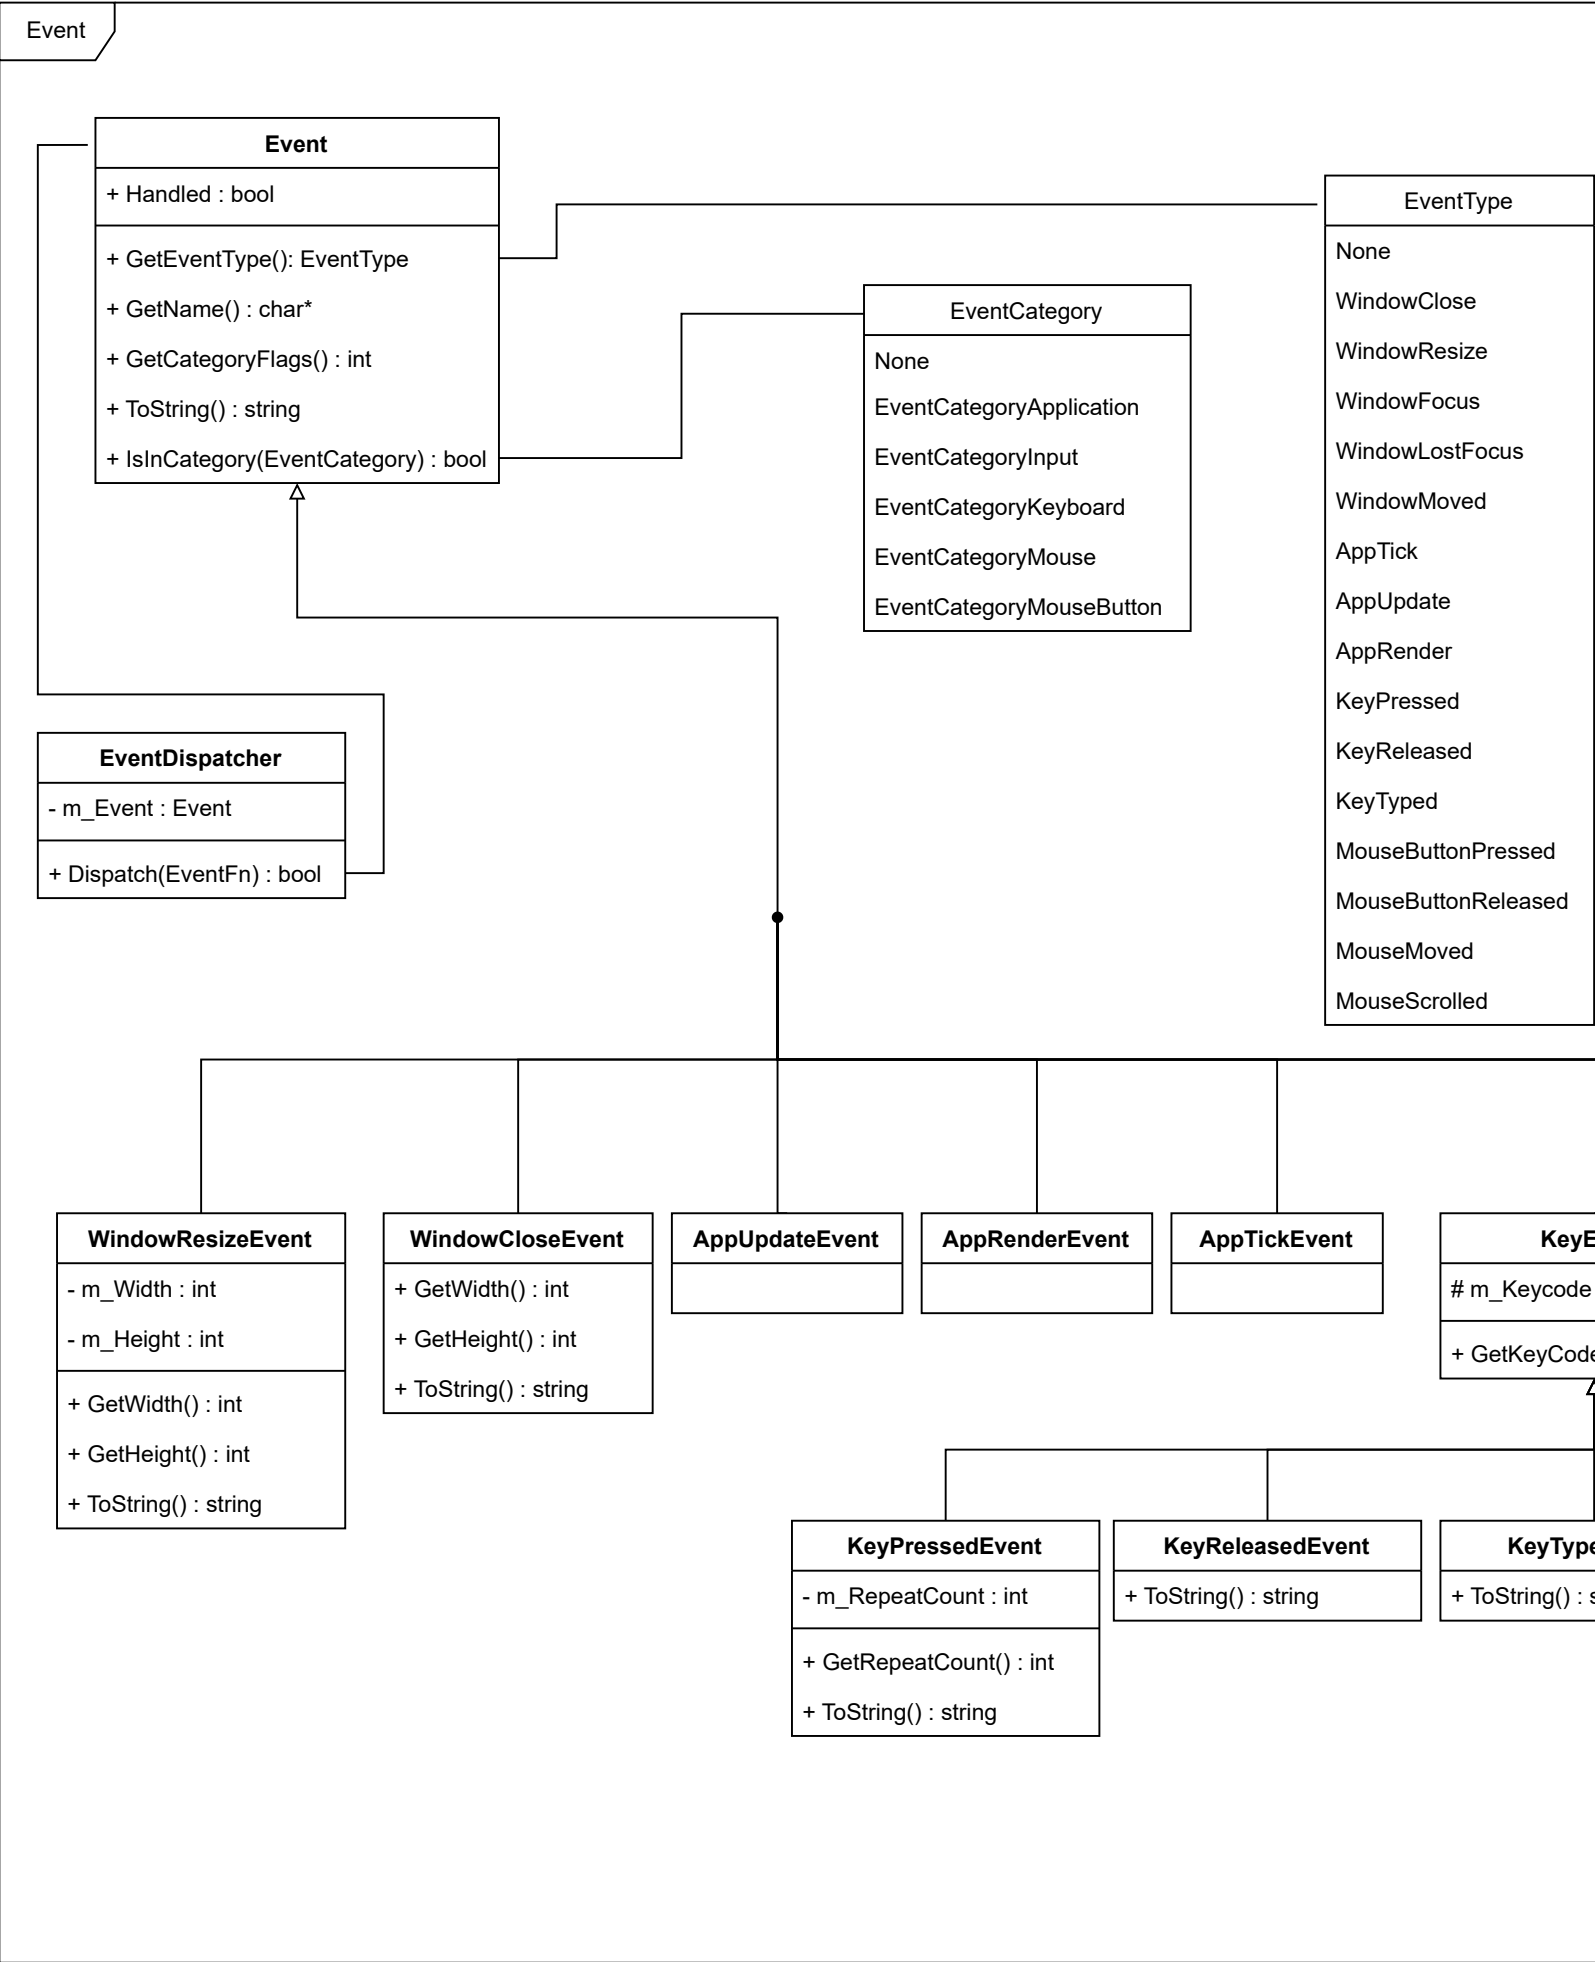 Event
Event
+ Handled : bool
+ GetEventType(): EventType
+ GetName() : char*
+ GetCategoryFlags() : int
+ ToString() : string
+ IsInCategory(EventCategory) : bool
EventCategory
None
EventCategoryApplication
EventCategoryInput
EventCategoryKeyboard
EventCategoryMouse
EventCategoryMouseButton
EventType
None
WindowClose
WindowResize
WindowFocus
WindowLostFocus
WindowMoved
AppTick
AppUpdate
AppRender
KeyPressed
KeyReleased
KeyTyped
MouseButtonPressed
MouseButtonReleased
MouseMoved
MouseScrolled
EventDispatcher
- m_Event : Event
+ Dispatch(EventFn) : bool
WindowResizeEvent
- m_Width : int
- m_Height : int
+ GetWidth() : int
+ GetHeight() : int
+ ToString() : string
WindowCloseEvent
+ GetWidth() : int
+ GetHeight() : int
+ ToString() : string
AppUpdateEvent
AppRenderEvent
AppTickEvent
KeyE
# m_Keycode
+ GetKeyCode
KeyPressedEvent
- m_RepeatCount : int
+ GetRepeatCount() : int
+ ToString() : string
KeyReleasedEvent
+ ToString() : string
KeyType
+ ToString() : s